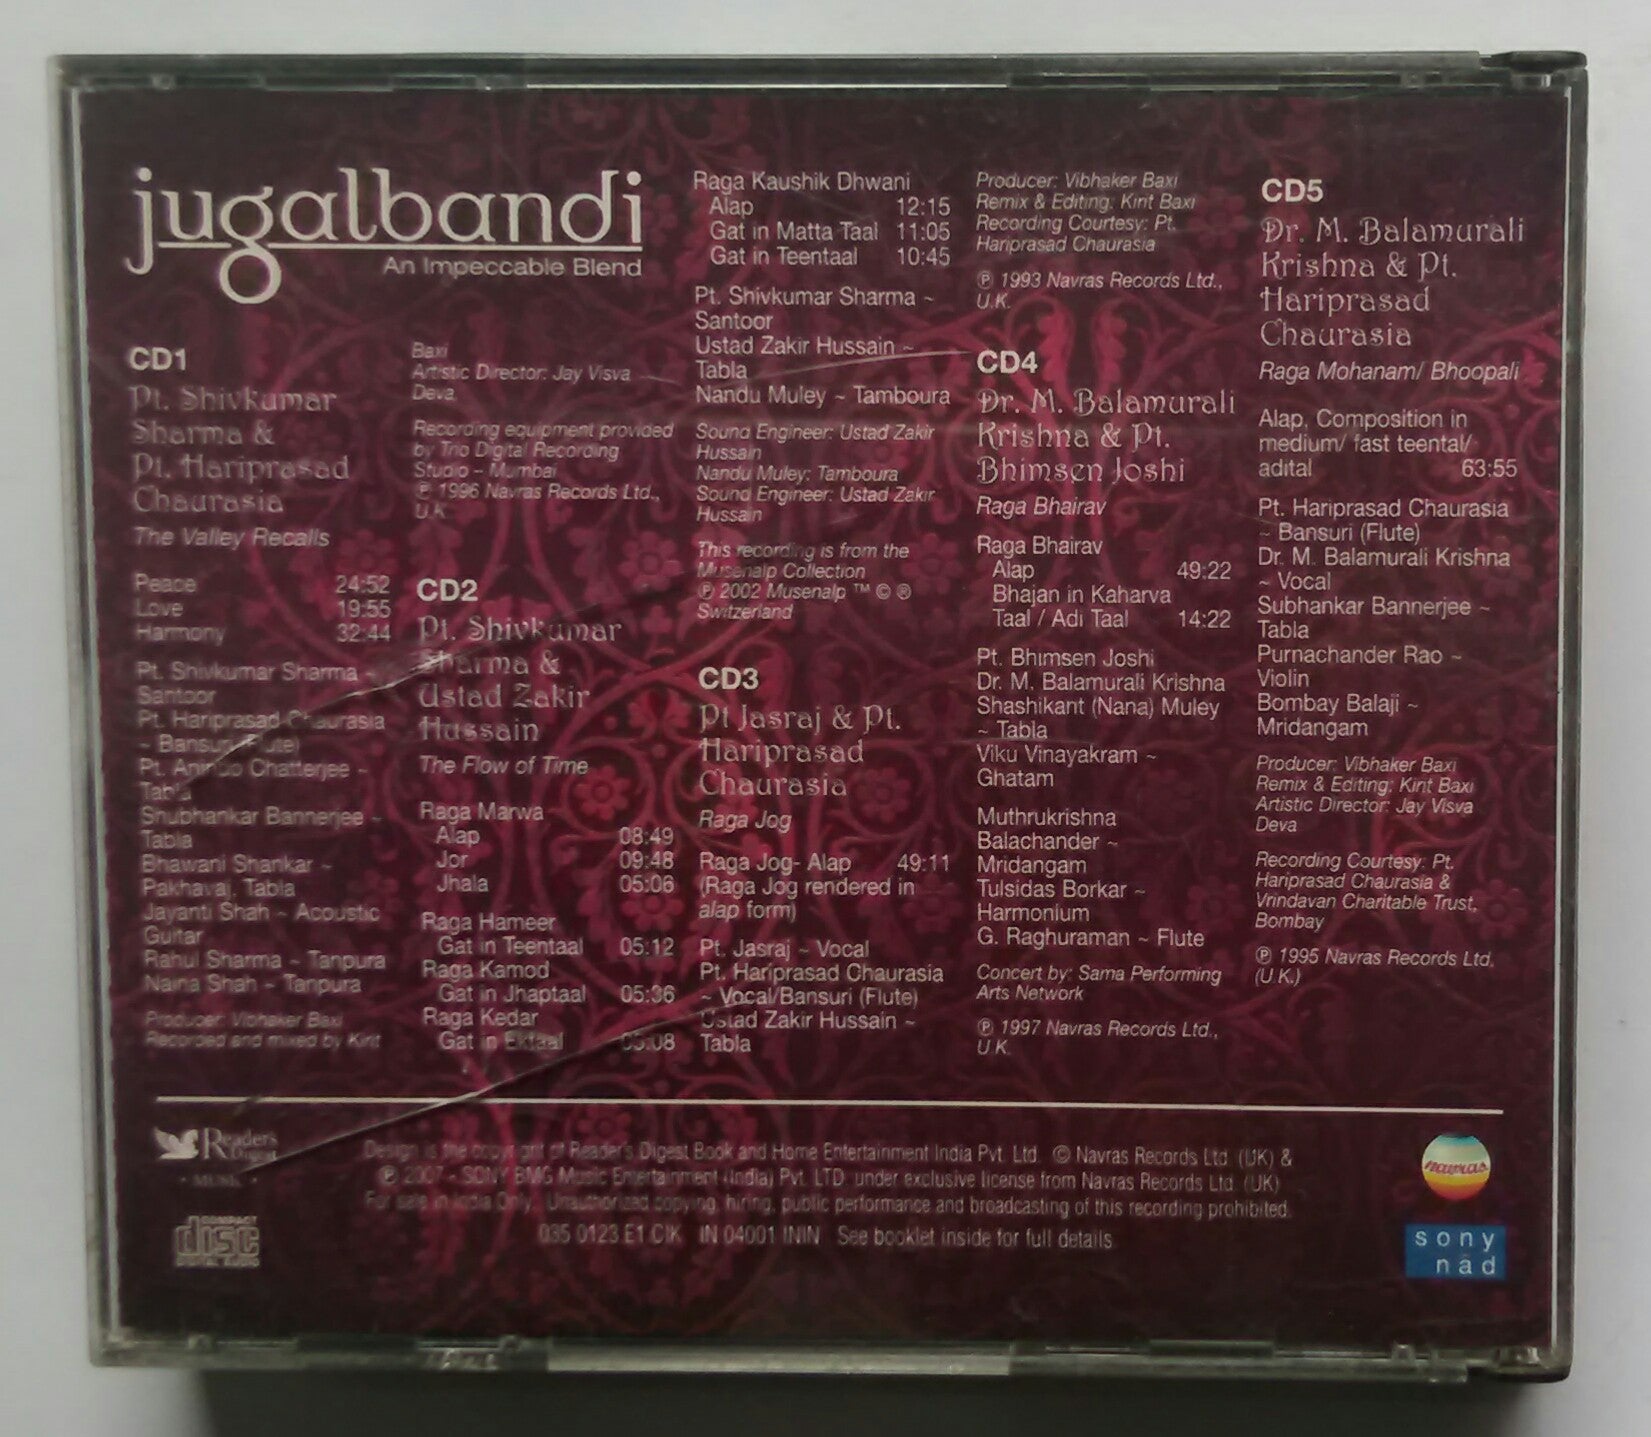 jugalbandi
An Impeccable Blend
CD1
Pt. Shivkumar
Sharma &
Pt. Hariprasad
Chaurasia
The Valley Recalls
Peace 24:52
Love 19:55
Harmony 32:44
Pt. Shivkumar Sharma ~
Santoor
Pt. Hariprasad Chaurasia
~ Bansuri (Flute)
Pt. Anindo Chatterjee ~
Tabla
Shubhankar Bannerjee ~
Tabla
Bhawani Shankar ~
Pakhavaj, Tabla
Jayanti Shah ~ Acoustic
Guitar
Rahul Sharma ~ Tanpura
Naina Shah ~ Tanpura
Producer: Vibhaker Baxi
Recorded and mixed by Kirit
Baxi
Artistic Director: Jay Visva
Deva
Recording equipment provided
by Trio Digital Recording
Studio – Mumbai
℗ 1996 Navras Records Ltd.,
U.K.
CD2
Pt. Shivkumar
Sharma &
Ustad Zakir
Hussain
The Flow of Time
Raga Marwa
Alap 08:49
Jor 09:48
Jhala 05:06
Raga Hameer
Gat in Teentaal 05:12
Raga Kamod
Gat in Jhaptaal 05:36
Raga Kedar
Gat in Ektaal 05:08
Raga Kaushik Dhwani
Alap 12:15
Gat in Matta Taal 11:05
Gat in Teentaal 10:45
Pt. Shivkumar Sharma ~
Santoor
Ustad Zakir Hussain ~
Tabla
Nandu Muley ~ Tamboura
Sound Engineer: Ustad Zakir
Hussain
Nandu Muley: Tamboura
Sound Engineer: Ustad Zakir
Hussain
This recording is from the
Musenalp Collection
℗ 2002 Musenalp ™ © ®
Switzerland
CD3
Pt Jasraj & Pt.
Hariprasad
Chaurasia
Raga Jog
Raga Jog- Alap 49:11
(Raga Jog rendered in
alap form)
Pt. Jasraj ~ Vocal
Pt. Hariprasad Chaurasia
~ Vocal/Bansuri (Flute)
Ustad Zakir Hussain ~
Tabla
Producer: Vibhaker Baxi
Remix & Editing: Kirit Baxi
Recording Courtesy: Pt.
Hariprasad Chaurasia
℗ 1993 Navras Records Ltd.,
U.K.
CD4
Dr. M. Balamurali
Krishna & Pt.
Bhimsen Joshi
Raga Bhairav
Raga Bhairav
Alap 49:22
Bhajan in Kaharva
Taal / Adi Taal 14:22
Pt. Bhimsen Joshi
Dr. M. Balamurali Krishna
Shashikant (Nana) Muley
~ Tabla
Viku Vinayakram ~
Ghatam
Muthrukrishna
Balachander ~
Mridangam
Tulsidas Borkar ~
Harmonium
G. Raghuraman ~ Flute
Concert by: Sama Performing
Arts Network
℗ 1997 Navras Records Ltd.,
U.K.
CD5
Dr. M. Balamurali
Krishna & Pt.
Hariprasad
Chaurasia
Raga Mohanam/ Bhoopali
Alap. Composition in
medium/ fast teental/
adital 63:55
Pt. Hariprasad Chaurasia
~ Bansuri (Flute)
Dr. M. Balamurali Krishna
~ Vocal
Subhankar Bannerjee ~
Tabla
Purnachander Rao ~
Violin
Bombay Balaji ~
Mridangam
Producer: Vibhaker Baxi
Remix & Editing: Kirit Baxi
Artistic Director: Jay Visva
Deva
Recording Courtesy: Pt.
Hariprasad Chaurasia &
Vrindavan Charitable Trust,
Bombay
℗ 1995 Navras Records Ltd.
(U.K.)
Reader's
Digest
• MUSIC •
COMPACT
disc
DIGITAL AUDIO
Design is the copyright of Reader's Digest Book and Home Entertainment India Pvt. Ltd. © Navras Records Ltd. (UK) &
℗ 2007 - SONY BMG Music Entertainment (India) Pvt. LTD. under exclusive license from Navras Records Ltd. (UK)
For sale in India Only. Unauthorized copying, hiring, public performance and broadcasting of this recording prohibited.
035 0123 E1 CIK IN 04001 ININ See booklet inside for full details
navras
sony
nãd